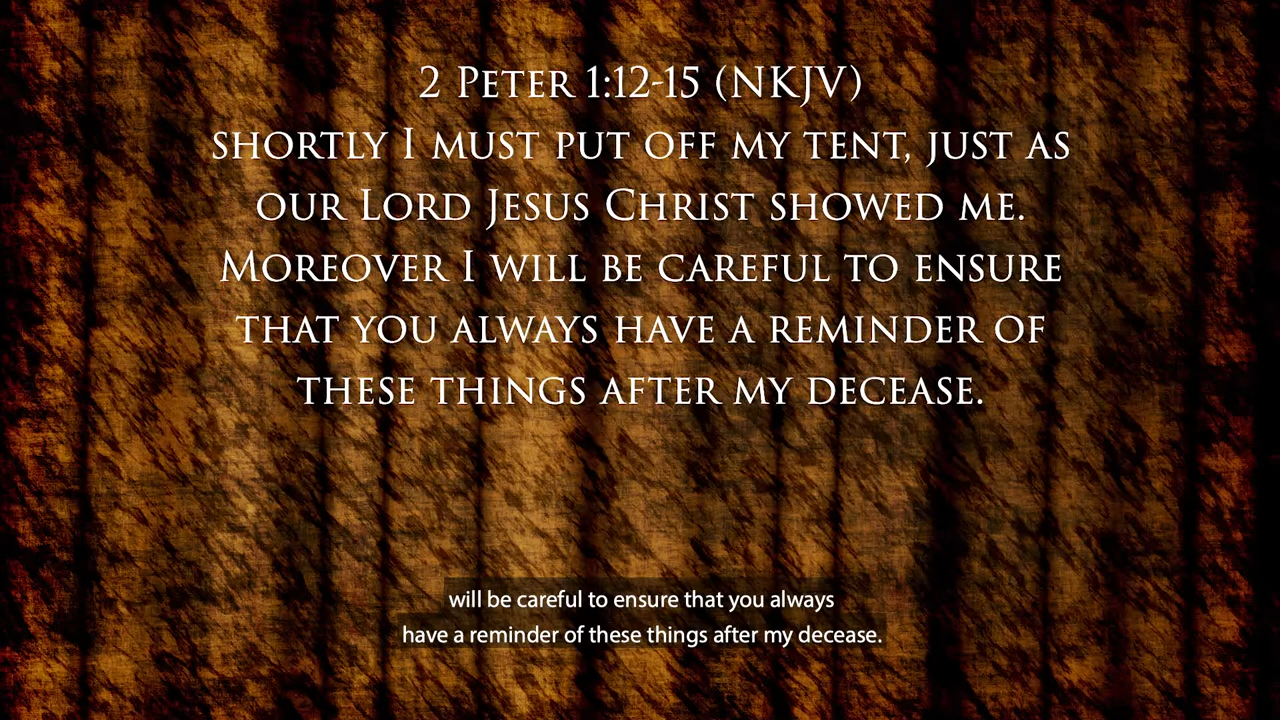 2 Peter 1:12-15 (NKJV)
shortly I must put off my tent, just as
our Lord Jesus Christ showed me.
Moreover I will be careful to ensure
that you always have a reminder of
these things after my decease.
will be careful to ensure that you always
have a reminder of these things after my decease.